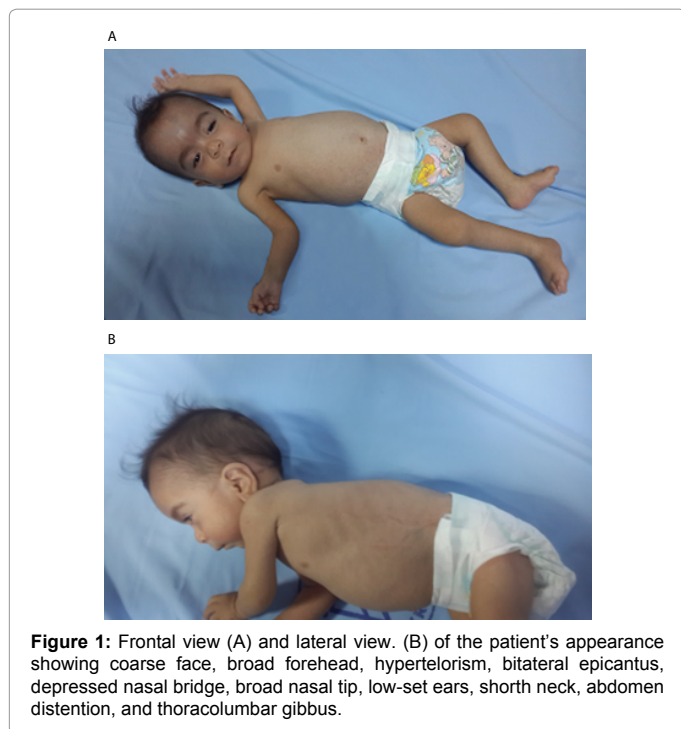 A
B
Figure 1: Frontal view (A) and lateral view. (B) of the patient's appearance
showing coarse face, broad forehead, hypertelorism, bitateral epicantus,
depressed nasal bridge, broad nasal tip, low-set ears, shorth neck, abdomen
distention, and thoracolumbar gibbus.